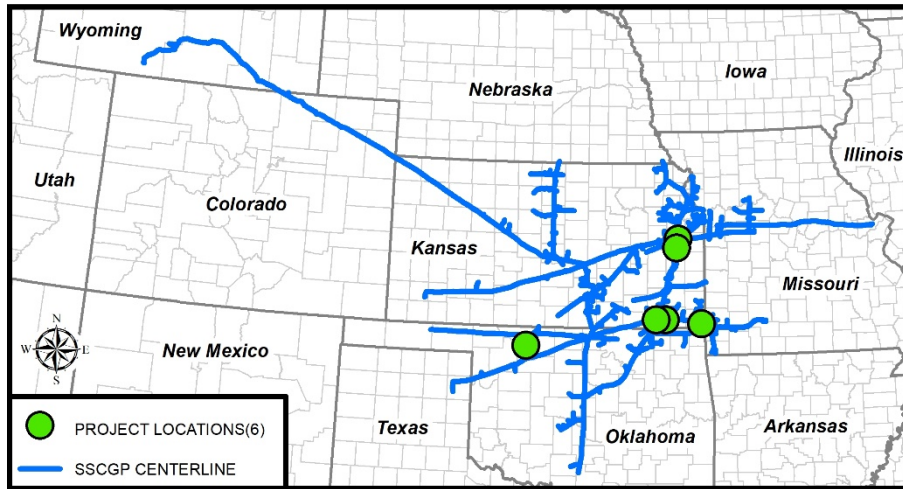 Wyoming
Nebraska
Iowa
Illinois
Utah
Colorado
Kansas
Missouri
N
W E
S
New Mexico
Texas
Oklahoma
Arkansas
PROJECT LOCATIONS(6)
SSCGP CENTERLINE